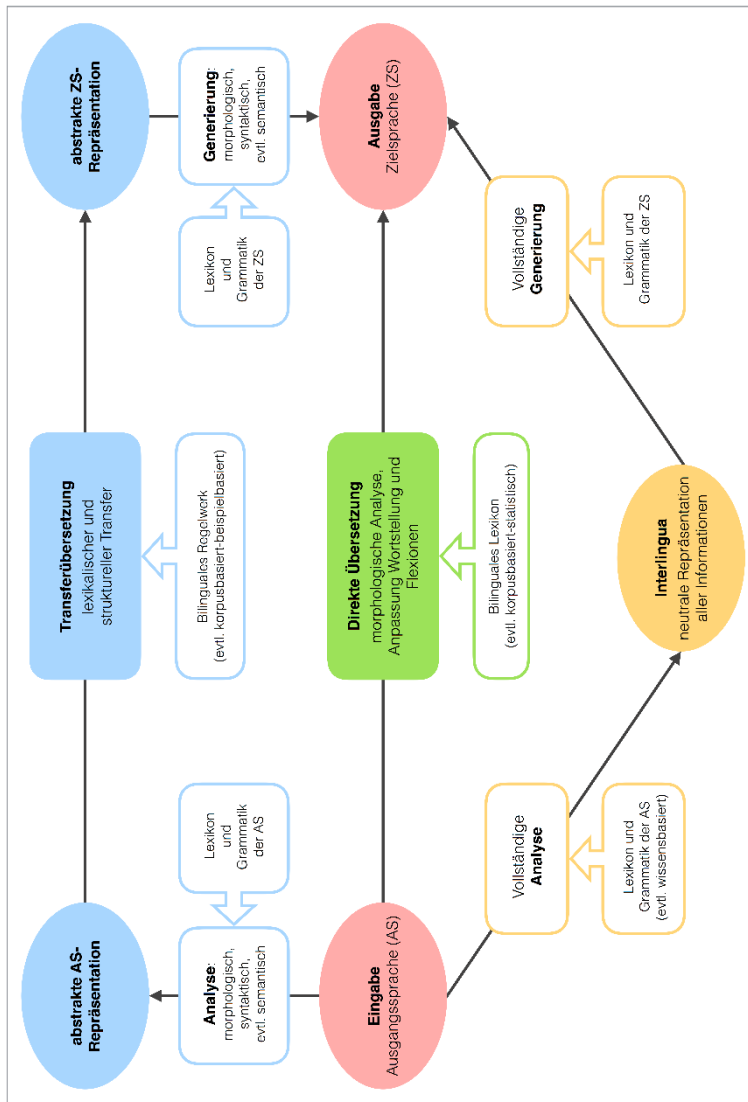 abstrakte AS-
Repräsentation
Transferübersetzung
lexikalischer und
struktureller Transfer
abstrakte ZS-
Repräsentation
Analyse:
morphologisch,
syntaktisch,
evtl. semantisch
Lexikon
und
Grammatik
der AS
Bilinguales Regelwerk
(evtl. korpusbasiert-beispielbasiert)
Lexikon
und
Grammatik
der ZS
Generierung:
morphologisch,
syntaktisch,
evtl. semantisch
Eingabe
Ausgangssprache (AS)
Direkte Übersetzung
morphologische Analyse,
Anpassung Wortstellung und
Flexionen
Ausgabe
Zielsprache (ZS)
Bilinguales Lexikon
(evtl. korpusbasiert-statistisch)
Vollständige
Analyse
Vollständige
Generierung
Lexikon und
Grammatik der AS
(evtl. wissensbasiert)
Lexikon und
Grammatik der ZS
Interlingua
neutrale Repräsentation
aller Informationen